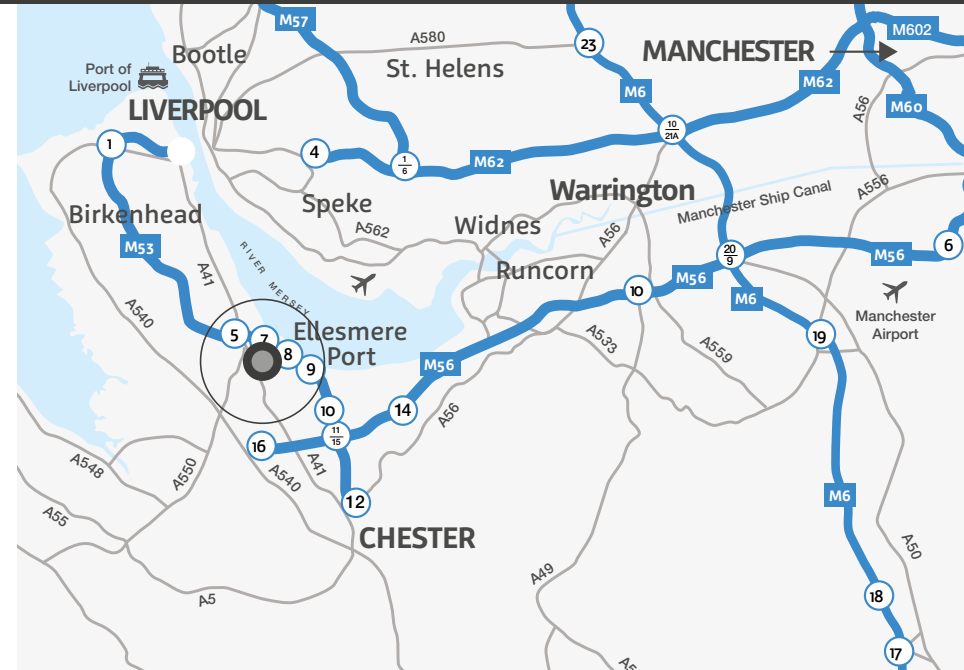 M57
A580
23
MANCHESTER
M602
Bootle
St. Helens
Port of
Liverpool
LIVERPOOL
M6
M62
M60
A56
1
4
1
6
M62
10
21A
Birkenhead
Speke
Warrington
Manchester Ship Canal
A556
M53
A562
Widnes
A56
RIVER MERSEY
20
9
M56
6
A41
Runcorn
M56
10
M6
A540
Manchester
Airport
5
7
Ellesmere
Port
8
9
A533
A559
19
M56
10
14
A56
11
15
16
A548
A550
A540
A41
12
M6
A55
CHESTER
A50
A49
A5
18
17